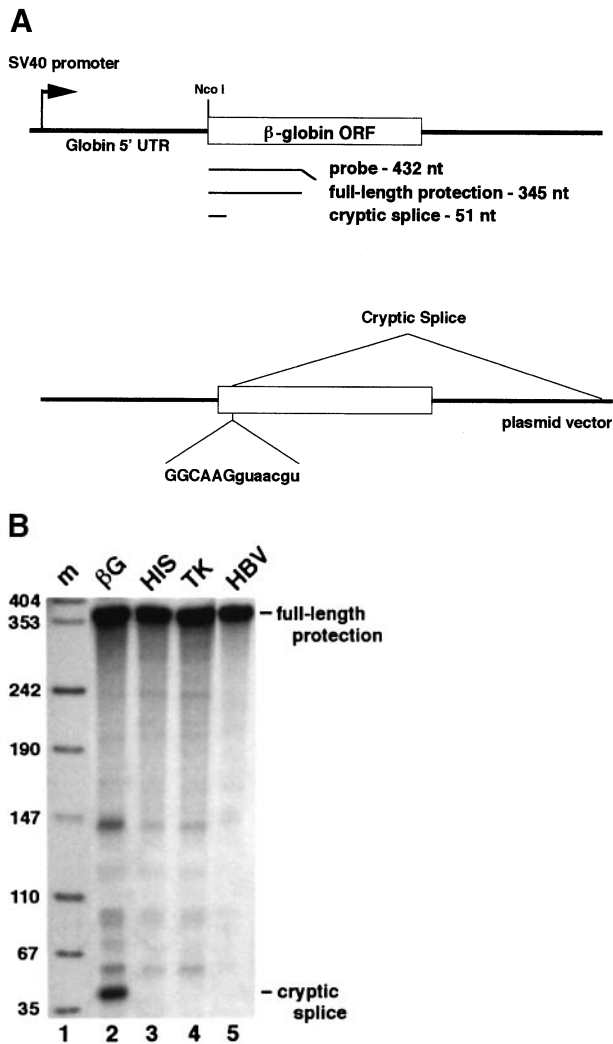 A
SV40 promoter
Nco I
β-globin ORF
Globin 5' UTR
probe - 432 nt
full-length protection - 345 nt
cryptic splice - 51 nt
Cryptic Splice
plasmid vector
GGCAAGguaacgu
B
m βG HIS TK HBV
404
353
242
190
147
110
67
35
full-length
protection
cryptic
splice
1 2 3 4 5